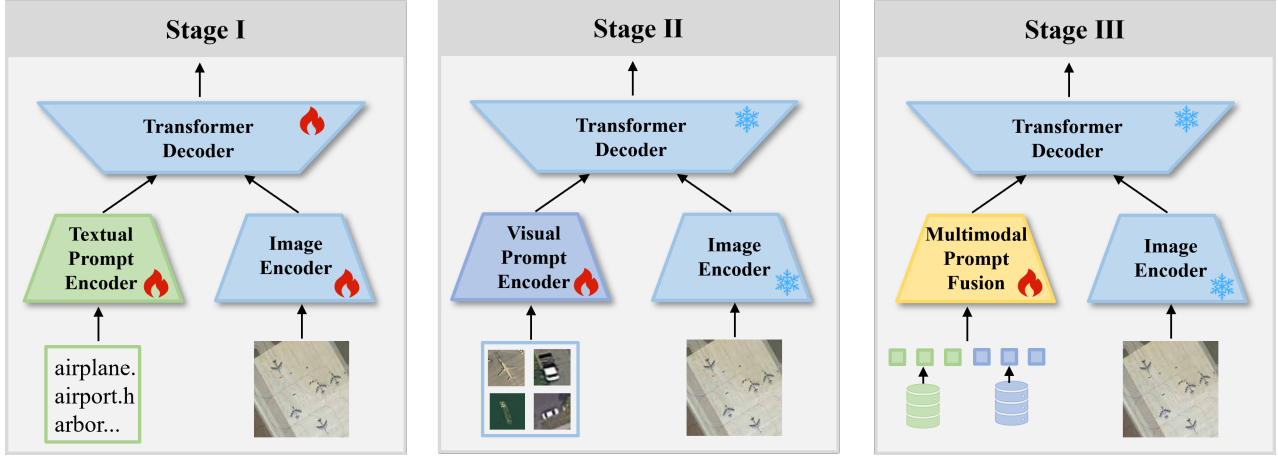 Stage I
Transformer
Decoder
Textual
Prompt
Encoder
Image
Encoder
airplane.
airport.h
arbor...
Stage II
Transformer
Decoder
Visual
Prompt
Encoder
Image
Encoder
Stage III
Transformer
Decoder
Multimodal
Prompt
Fusion
Image
Encoder